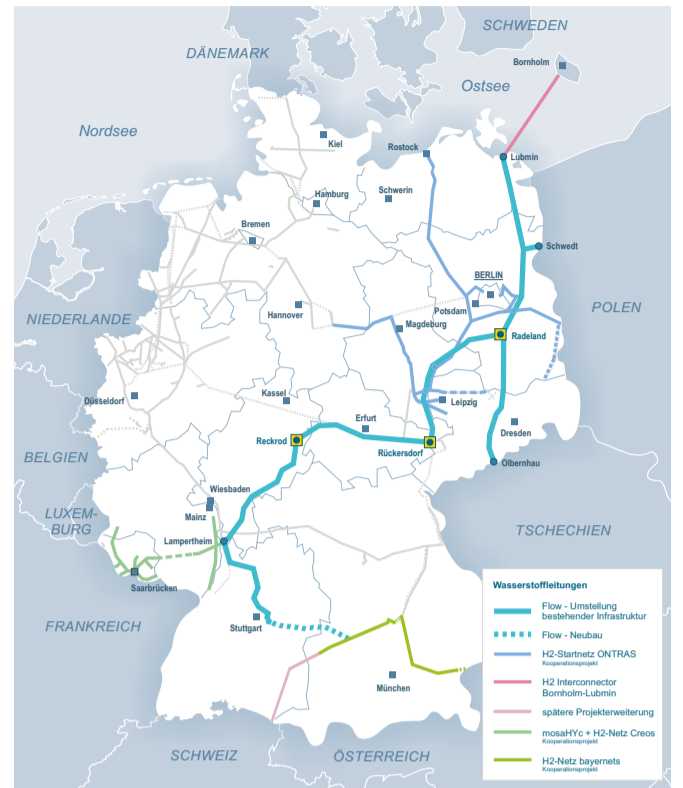 SCHWEDEN
DÄNEMARK
Bornholm
Ostsee
Nordsee
Kiel
Rostock
Lubmin
Hamburg
Schwerin
Bremen
Schwedt
BERLIN
Hannover
Potsdam
POLEN
NIEDERLANDE
Magdeburg
Radeland
Düsseldorf
Kassel
Leipzig
Erfurt
Dresden
Reckrod
Rückersdorf
BELGIEN
Olbernhau
Wiesbaden
LUXEM-
BURG
Mainz
TSCHECHIEN
Lampertheim
Saarbrücken
FRANKREICH
Stuttgart
München
SCHWEIZ
ÖSTERREICH
Wasserstoffleitungen
Flow - Umstellung
bestehender Infrastruktur
Flow - Neubau
H2-Startnetz ONTRAS
Kooperationsprojekt
H2 Interconnector
Bornholm-Lubmin
spätere Projekterweiterung
mosaHYc + H2-Netz Creos
Kooperationsprojekt
H2-Netz bayernets
Kooperationsprojekt